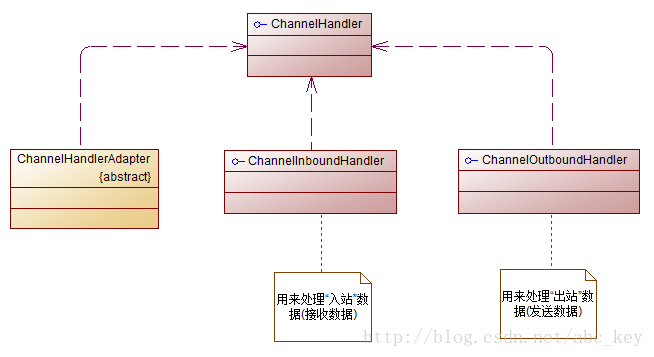 ChannelHandler
ChannelHandlerAdapter
{abstract}
ChannelInboundHandler
ChannelOutboundHandler
用来处理“入站”数
据(接收数据)
用来处理“出站”数
据(发送数据)
http://blog.csdn.net/abc_key